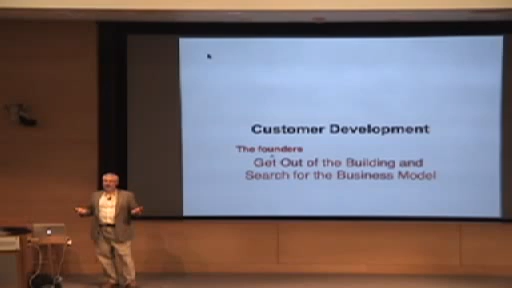 Customer Development
The founders
^
Get Out of the Building and
Search for the Business Model